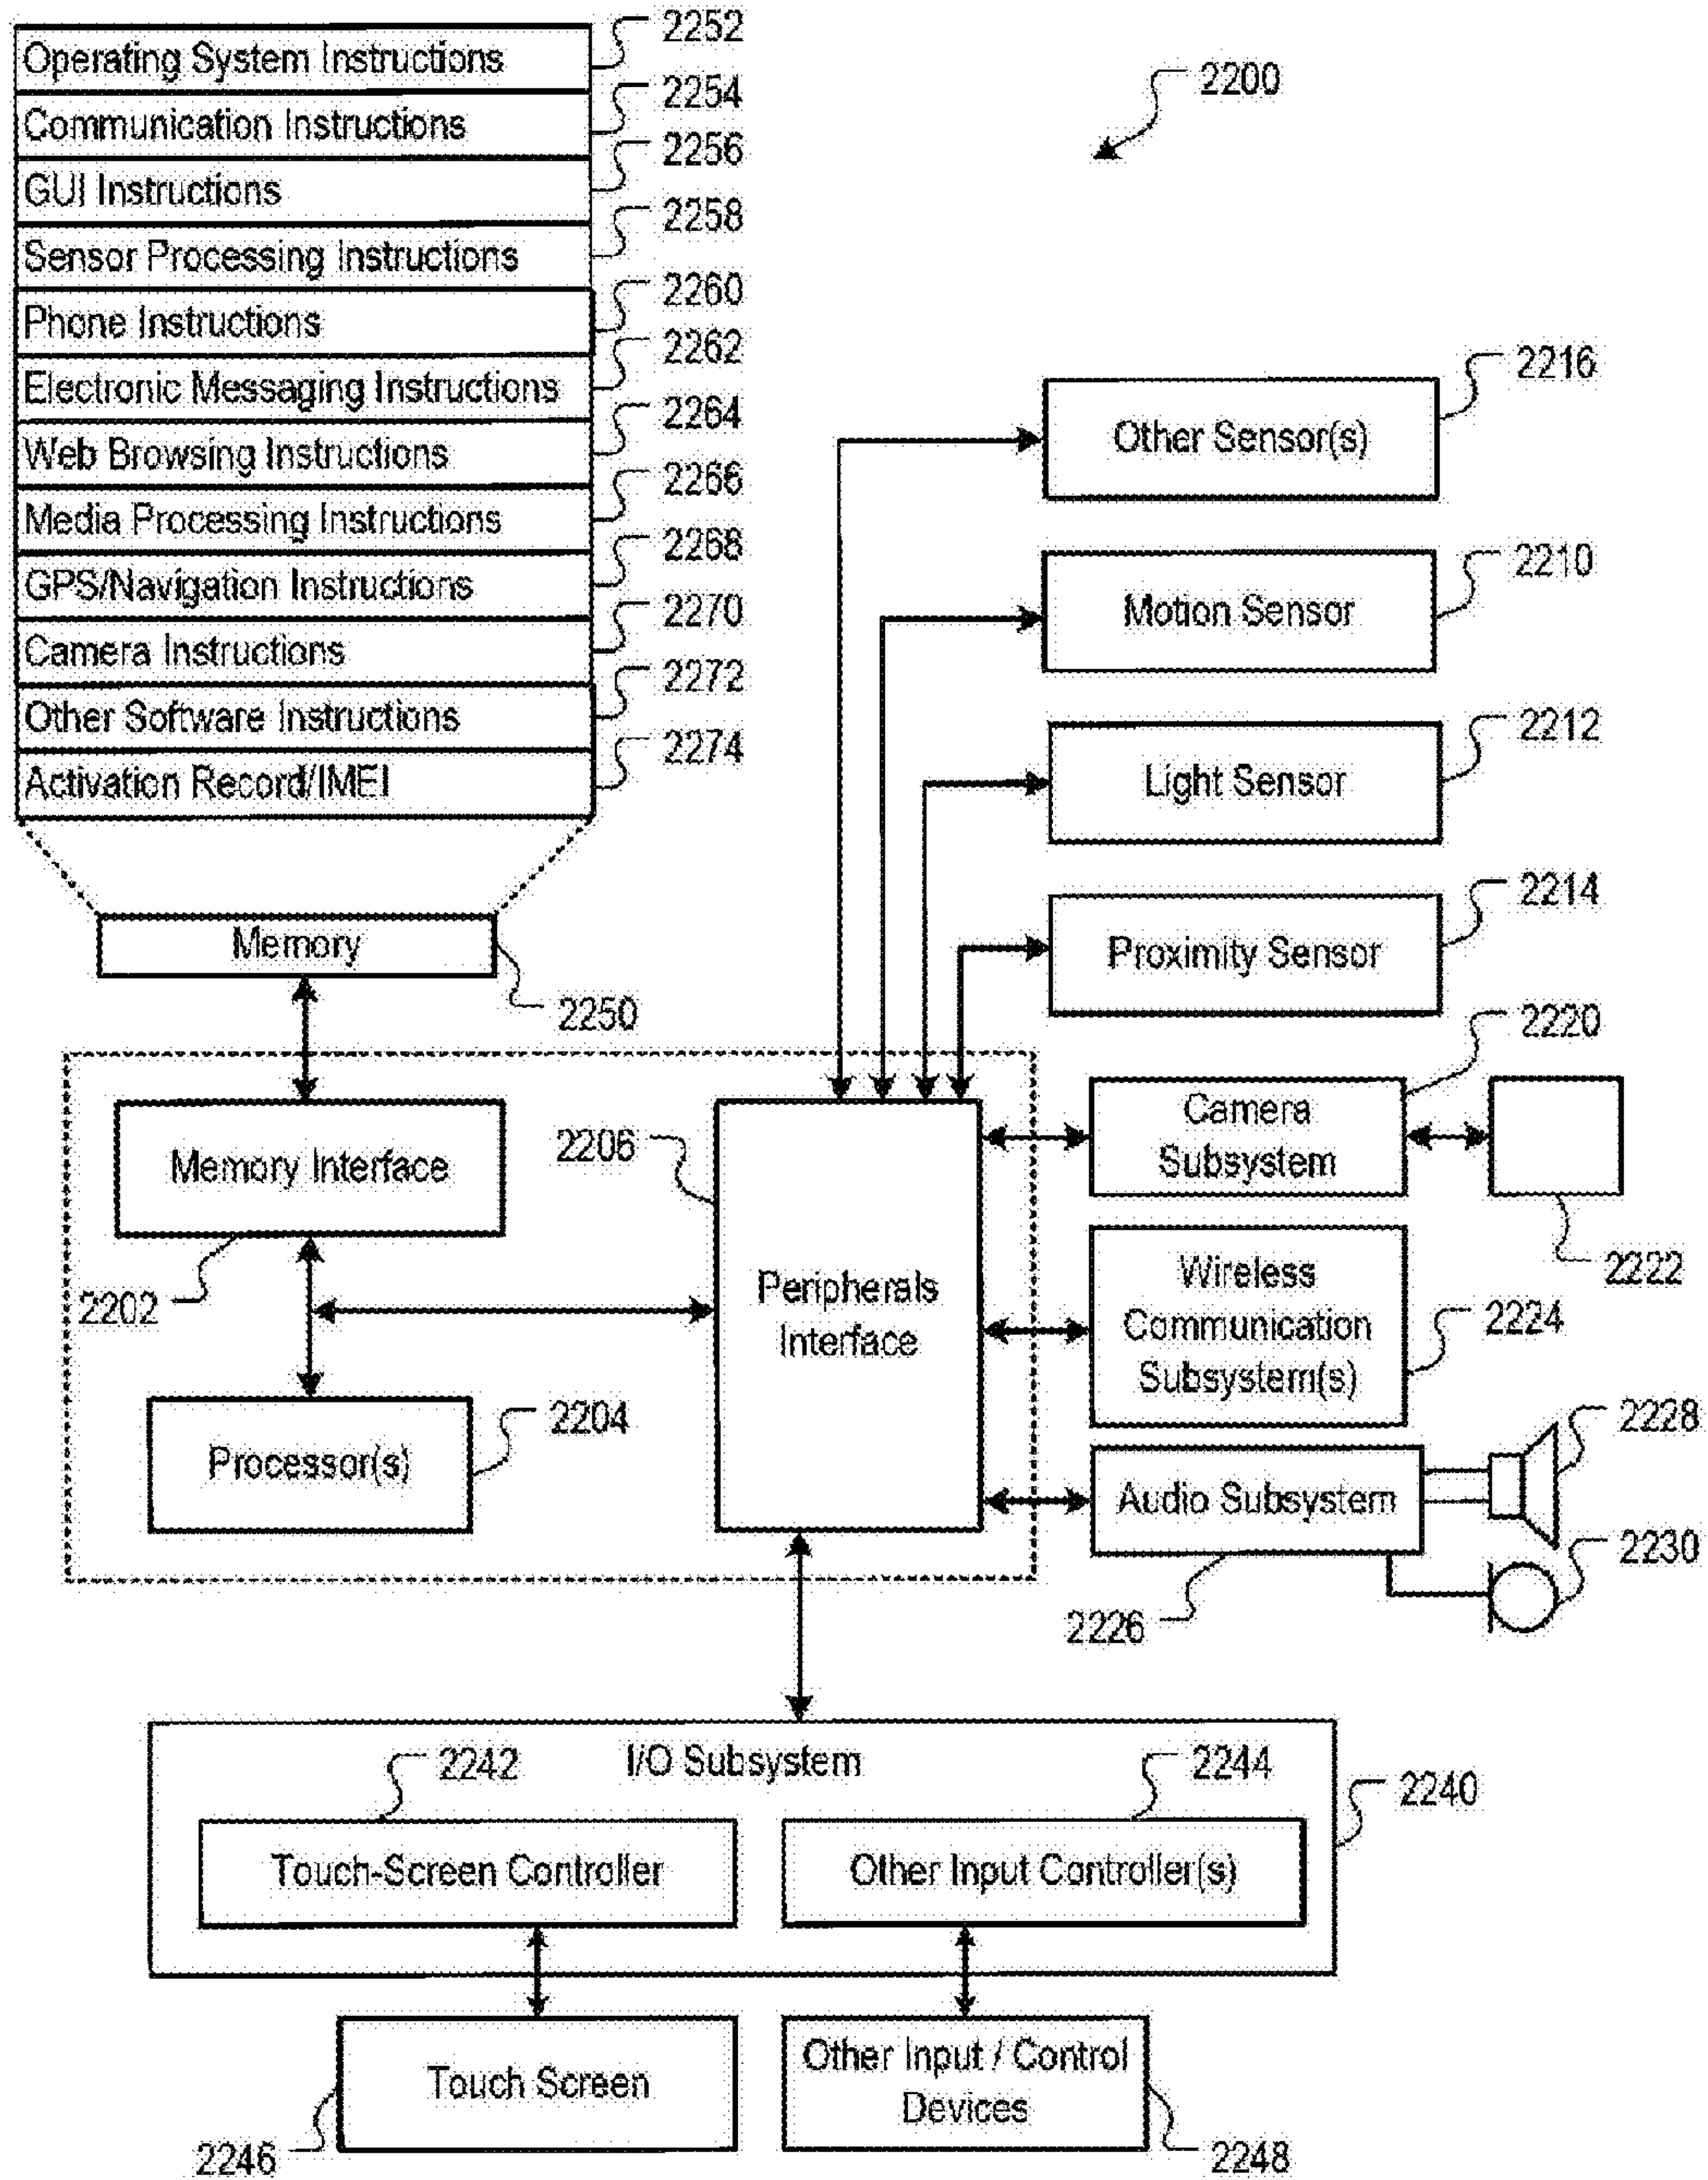 2252
Operating System Instructions
2254
Communication Instructions
2256
GUI Instructions
2258
Sensor Processing Instructions
2260
Phone Instructions
2262
Electronic Messaging Instructions
2264
Web Browsing Instructions
2266
Media Processing Instructions
2268
GPS/Navigation Instructions
2270
Camera Instructions
2272
Other Software Instructions
2274
Activation Record/IMEI
2200
Memory
2250
2216
Other Sensor(s)
2210
Motion Sensor
2212
Light Sensor
2214
Proximity Sensor
2220
Camera
Subsystem
2222
Memory Interface
2202
2206
Peripherals
Interface
Wireless
Communication
Subsystem(s)
2224
Processor(s)
2204
Audio Subsystem
2228
2230
2226
I/O Subsystem
2242
2244
2240
Touch-Screen Controller
Other Input Controller(s)
Touch Screen
Other Input / Control
Devices
2246
2248